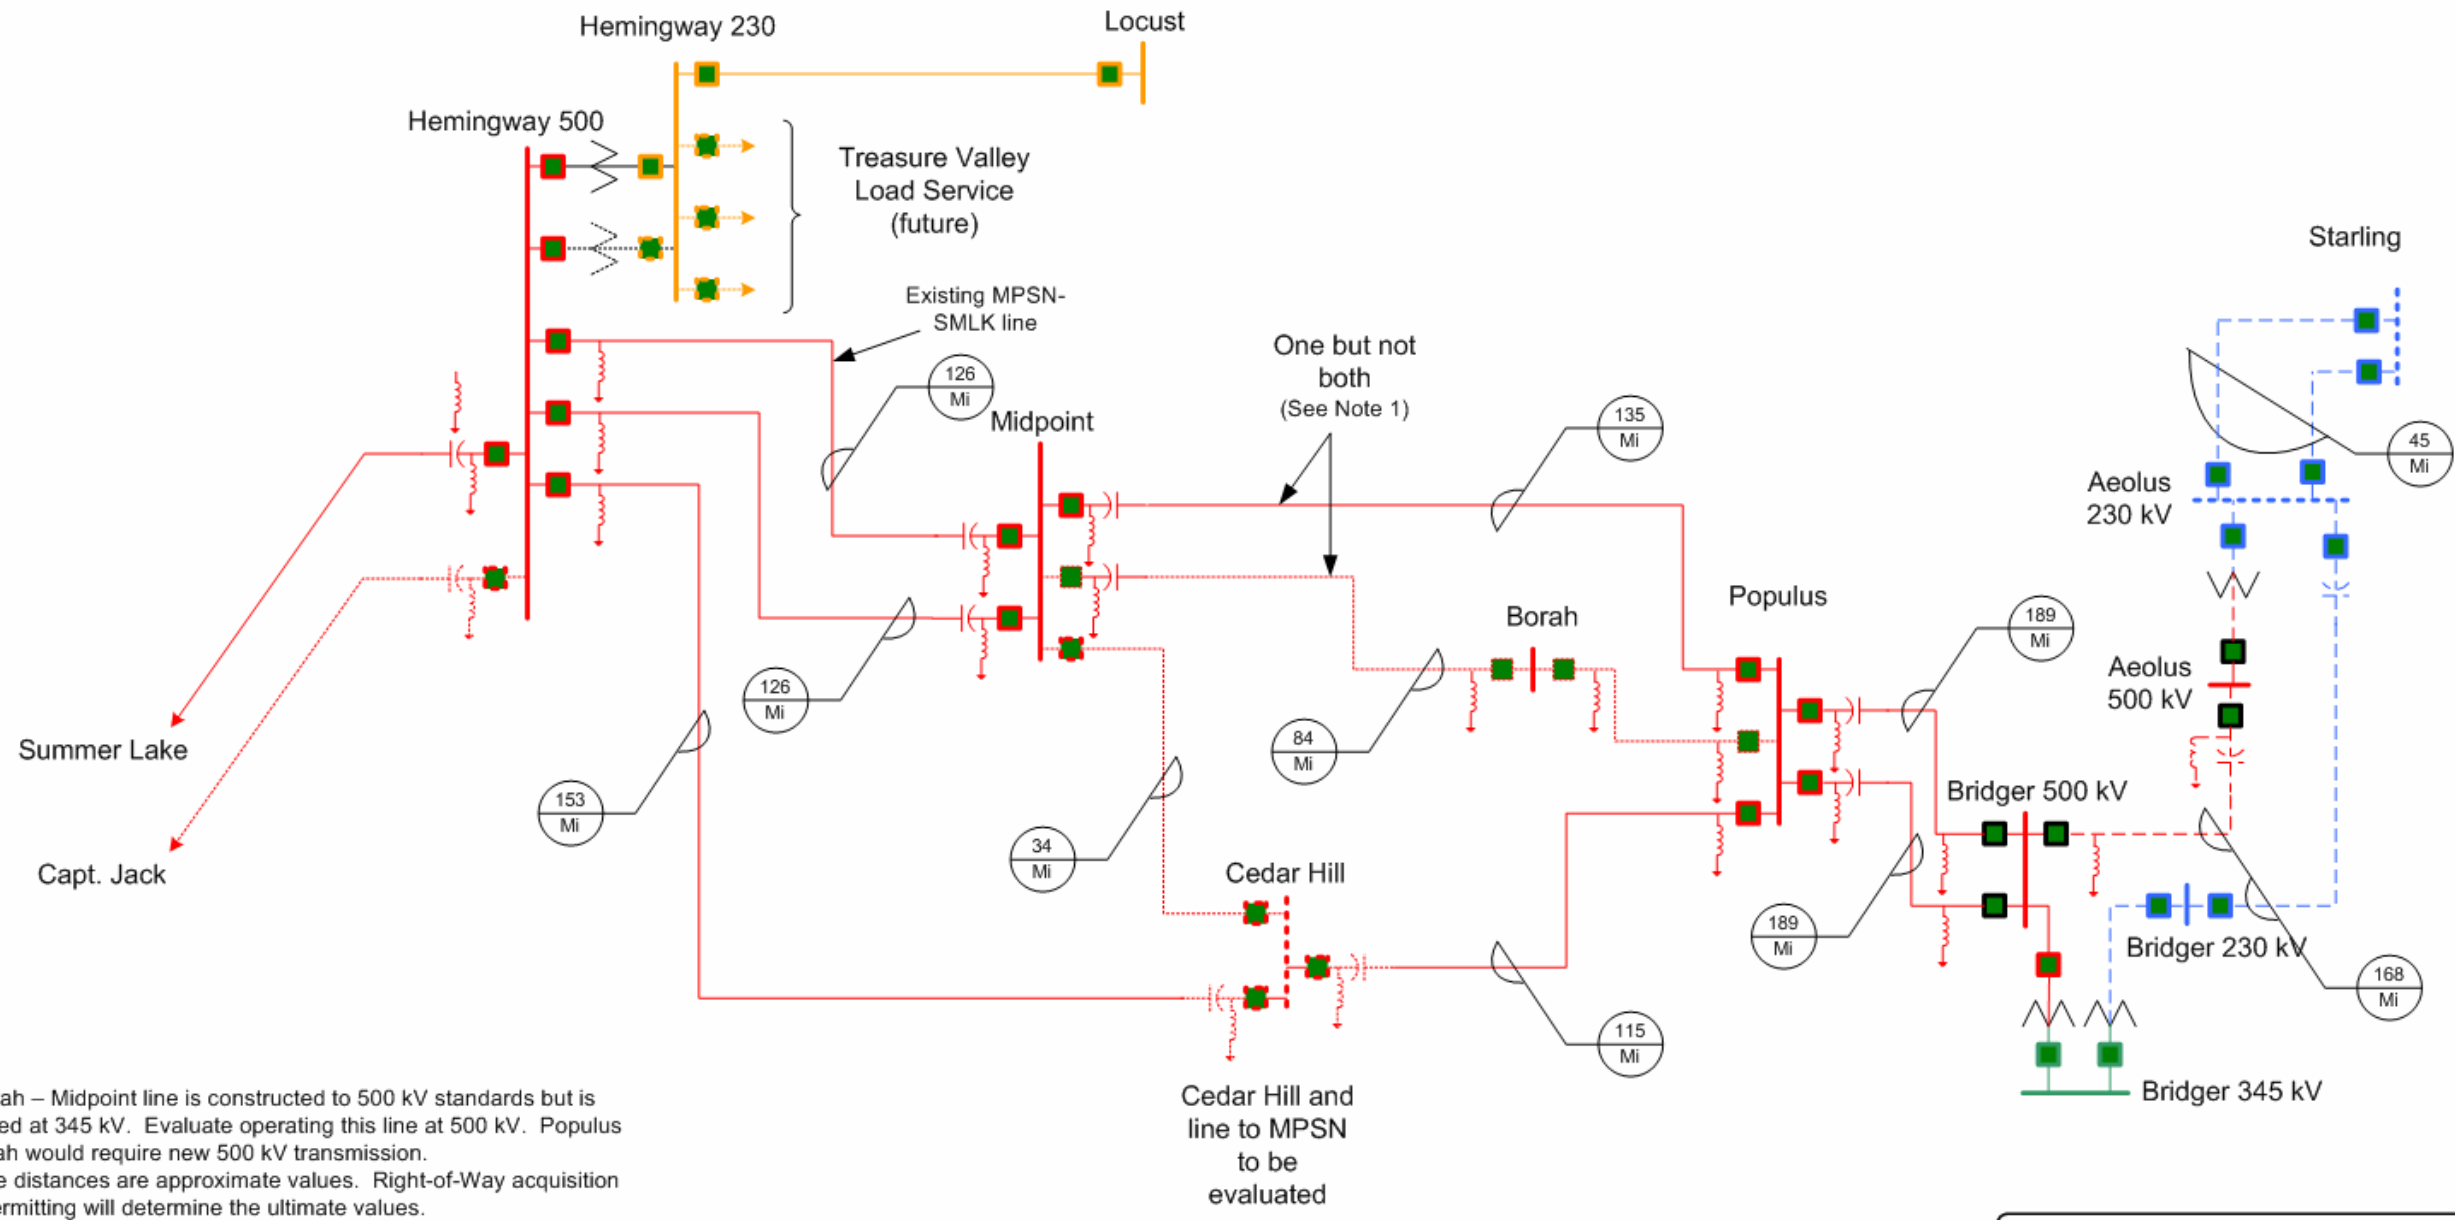 Hemingway 230
Locust
Hemingway 500
Treasure Valley
Load Service
(future)
Starling
Existing MPSN-
SMLK line
One but not
both
(See Note 1)
126
Mi
Midpoint
135
Mi
45
Mi
Aeolus
230 kV
Populus
Borah
189
Mi
Aeolus
500 kV
126
Mi
84
Mi
Summer Lake
153
Mi
Bridger 500 kV
34
Mi
Capt. Jack
Cedar Hill
189
Mi
Bridger 230 kV
168
Mi
115
Mi
Bridger 345 kV
Cedar Hill and
line to MPSN
to be
evaluated
ah – Midpoint line is constructed to 500 kV standards but is
ed at 345 kV. Evaluate operating this line at 500 kV. Populus
ah would require new 500 kV transmission.
e distances are approximate values. Right-of-Way acquisition
ermitting will determine the ultimate values.